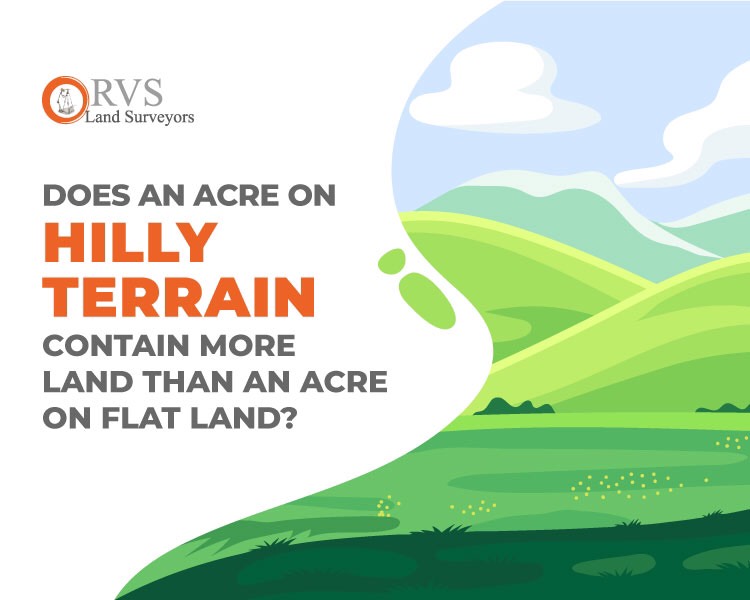 RVS
Land Surveyors
DOES AN ACRE ON
HILLY
TERRAIN
CONTAIN MORE
LAND THAN AN ACRE
ON FLAT LAND?